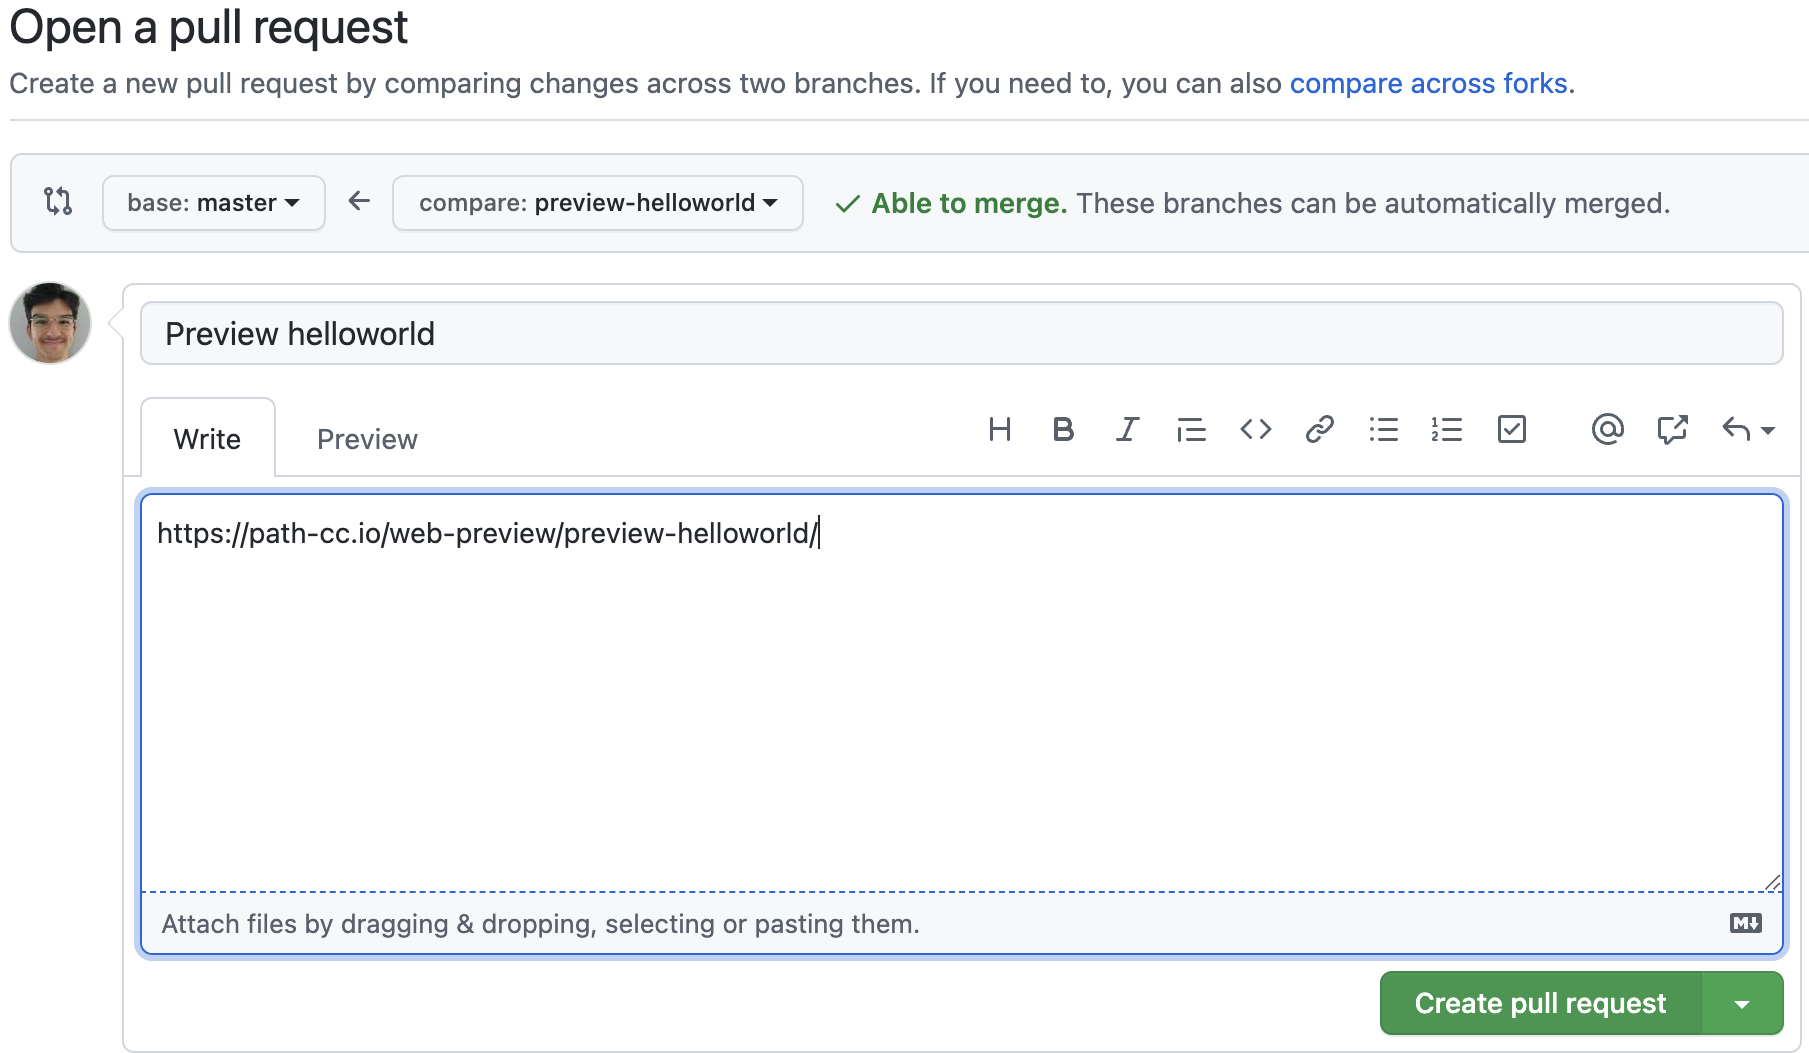 Open a pull request
Create a new pull request by comparing changes across two branches. If you need to, you can also compare across forks.
base: master compare: preview-helloworld Able to merge. These branches can be automatically merged.
Preview helloworld
Write Preview
https://path-cc.io/web-preview/preview-helloworld/
Attach files by dragging & dropping, selecting or pasting them.
Create pull request